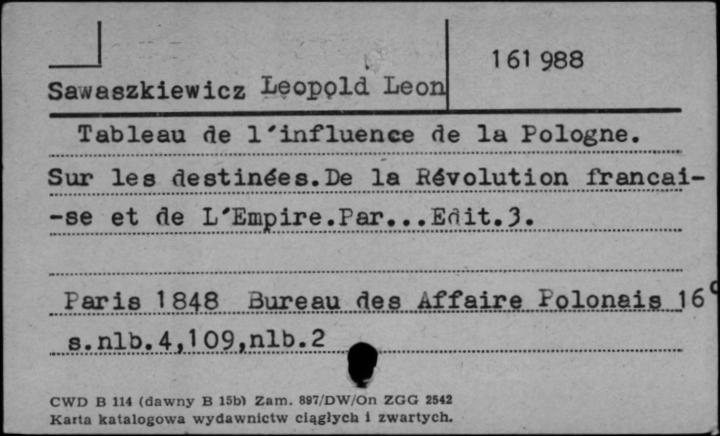 161 988
Sawaszkiewicz Leopold Leon
Tableau de l'influence de la Pologne.
Sur les destinées.De la Révolution francai-
-se et de L'Empire.Par...Edit.3.
Paris 1848 Bureau des Affaire Polonais 16°
s.nlb.4,109,nlb.2
CWD B 114 (dawny B 15b) Zam. 897/DW/On ZGG 2542
Karta katalogowa wydawnictw ciągłych i zwartych.